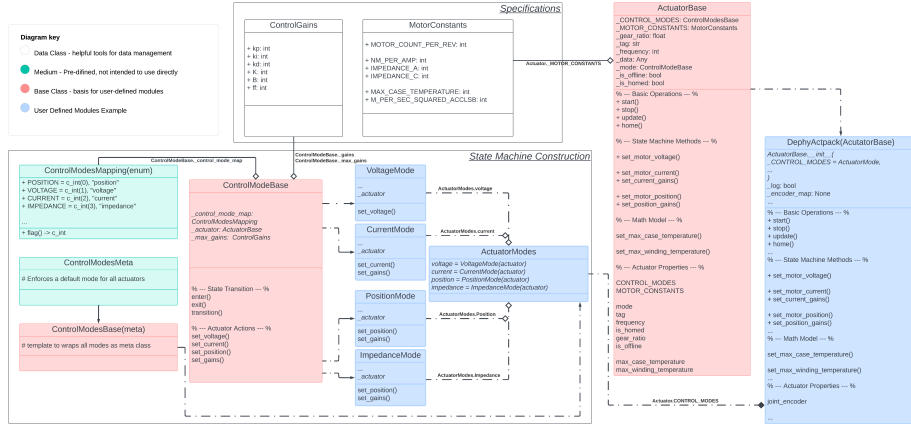 Diagram key
Data Class - helpful tools for data management
Medium - Pre-difined, not intended to use directly
Base Class - basis for user-defined modules
User Defined Modules Example
Specifications
ControlGains
+ kp: int
+ ki: int
+ kd: int
+ K: int
+ B: int
+ ff: int
MotorConstants
+ MOTOR_COUNT_PER_REV: int
+ NM_PER_AMP: int
+ IMPEDANCE_A: int
+ IMPEDANCE_C: int
+ MAX_CASE_TEMPERATURE: int
+ M_PER_SEC_SQUARED_ACCLSB: int
Actuator._MOTOR_CONSTANTS
ActuatorBase
_CONTROL_MODES: ControlModesBase
_MOTOR_CONSTANTS: MotorConstants
_gear_ratio: float
_tag: str
_frequency: int
_data: Any
_mode: ControlModeBase
_is_offline: bool
_is_homed: bool
% --- Basic Operations --- %
+ start()
+ stop()
+ update()
+ home()
% --- State Machine Methods --- %
+ set_motor_voltage()
+ set_motor_current()
+ set_current_gains()
+ set_motor_position()
+ set_position_gains()
% --- Math Model --- %
set_max_case_temperature()
set_max_winding_temperature()
% --- Actuator Properties --- %
CONTROL_MODES
MOTOR_CONSTANTS
mode
tag
frequency
is_homed
gear_ratio
is_offline
max_case_temperature
max_winding_temperature
DephyActpack(AcutatorBase)
ActuatorBase.__init__(
_CONTROL_MODES = ActuatorMode,
...
)
_log: bool
_encoder_map: None
...
% --- Basic Operations --- %
+ start()
+ stop()
+ update()
+ home()
...
% --- State Machine Methods --- %
+ set_motor_voltage()
+ set_motor_current()
+ set_current_gains()
+ set_motor_position()
+ set_position_gains()
...
% --- Math Model --- %
set_max_case_temperature()
set_max_winding_temperature()
...
% --- Actuator Properties --- %
joint_encoder
...
State Machine Construction
ControlModeBase._gains
ControlModeBase._max_gains
ControlModeBase._control_mode_map
ControlModesMapping(enum)
+ POSITION = c_int(0), "position"
+ VOLTAGE = c_int(1), "voltage"
+ CURRENT = c_int(2), "current"
+ IMPEDANCE = c_int(3), "impedance"
...
+ flag() -> c_int
ControlModesMeta
# Enforces a default mode for all actuators
ControlModesBase(meta)
# template to wraps all modes as meta class
ControlModeBase
_control_mode_map:
ControlModesMapping
_actuator: ActuatorBase
_max_gains: ControlGains
% --- State Transition --- %
enter()
exit()
transition()
% --- Actuator Actions --- %
set_voltage()
set_current()
set_position()
set_gains()
VoltageMode
...
_actuator
set_voltage()
CurrentMode
...
_actuator
set_current()
set_gains()
PositionMode
...
_actuator
set_position()
set_gains()
ImpedanceMode
...
_actuator
set_position()
set_gains()
ActuatorModes.voltage
ActuatorModes.current
ActuatorModes
voltage = VoltageMode(actuator)
current = CurrentMode(actuator)
position = PositionMode(actuator)
impedance = ImpedanceMode(actuator)
ActuatorModes.Position
ActuatorModes.Impedance
Actuator.CONTROL_MODES